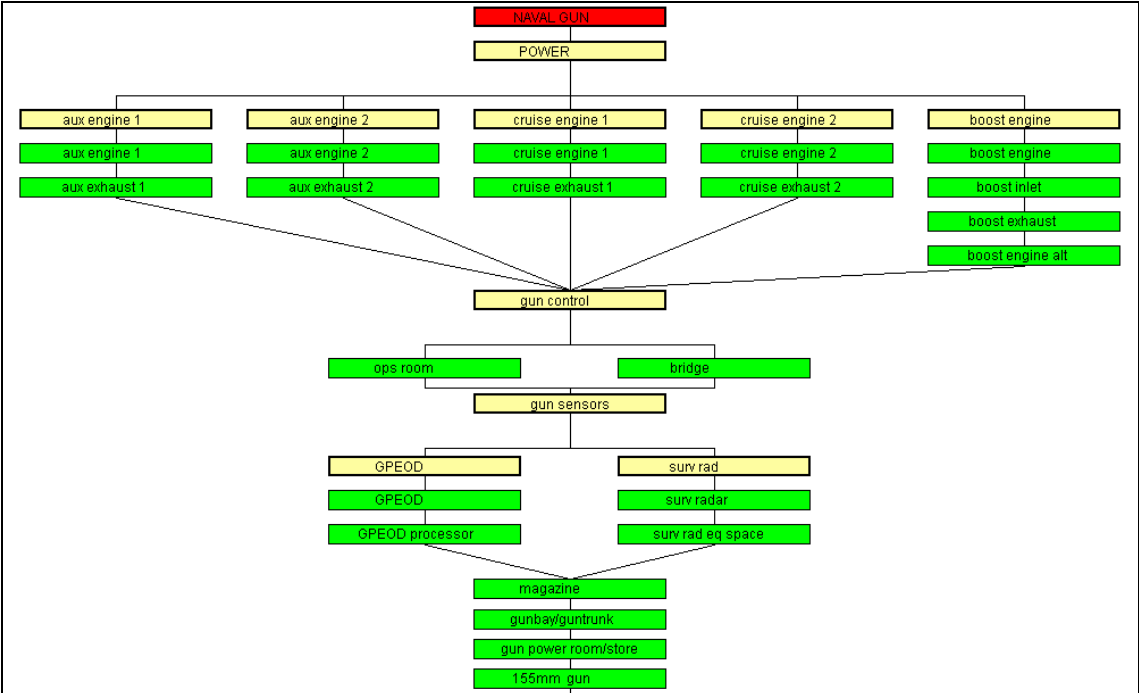 NAVAL GUN
POWER
aux engine 1
aux engine 2
cruise engine 1
cruise engine 2
boost engine
aux engine 1
aux engine 2
cruise engine 1
cruise engine 2
boost engine
aux exhaust 1
aux exhaust 2
cruise exhaust 1
cruise exhaust 2
boost inlet
boost exhaust
boost engine alt
gun control
ops room
bridge
gun sensors
GPEOD
surv rad
GPEOD
surv radar
GPEOD processor
surv rad eq space
magazine
gunbay/guntrunk
gun power room/store
155mm gun